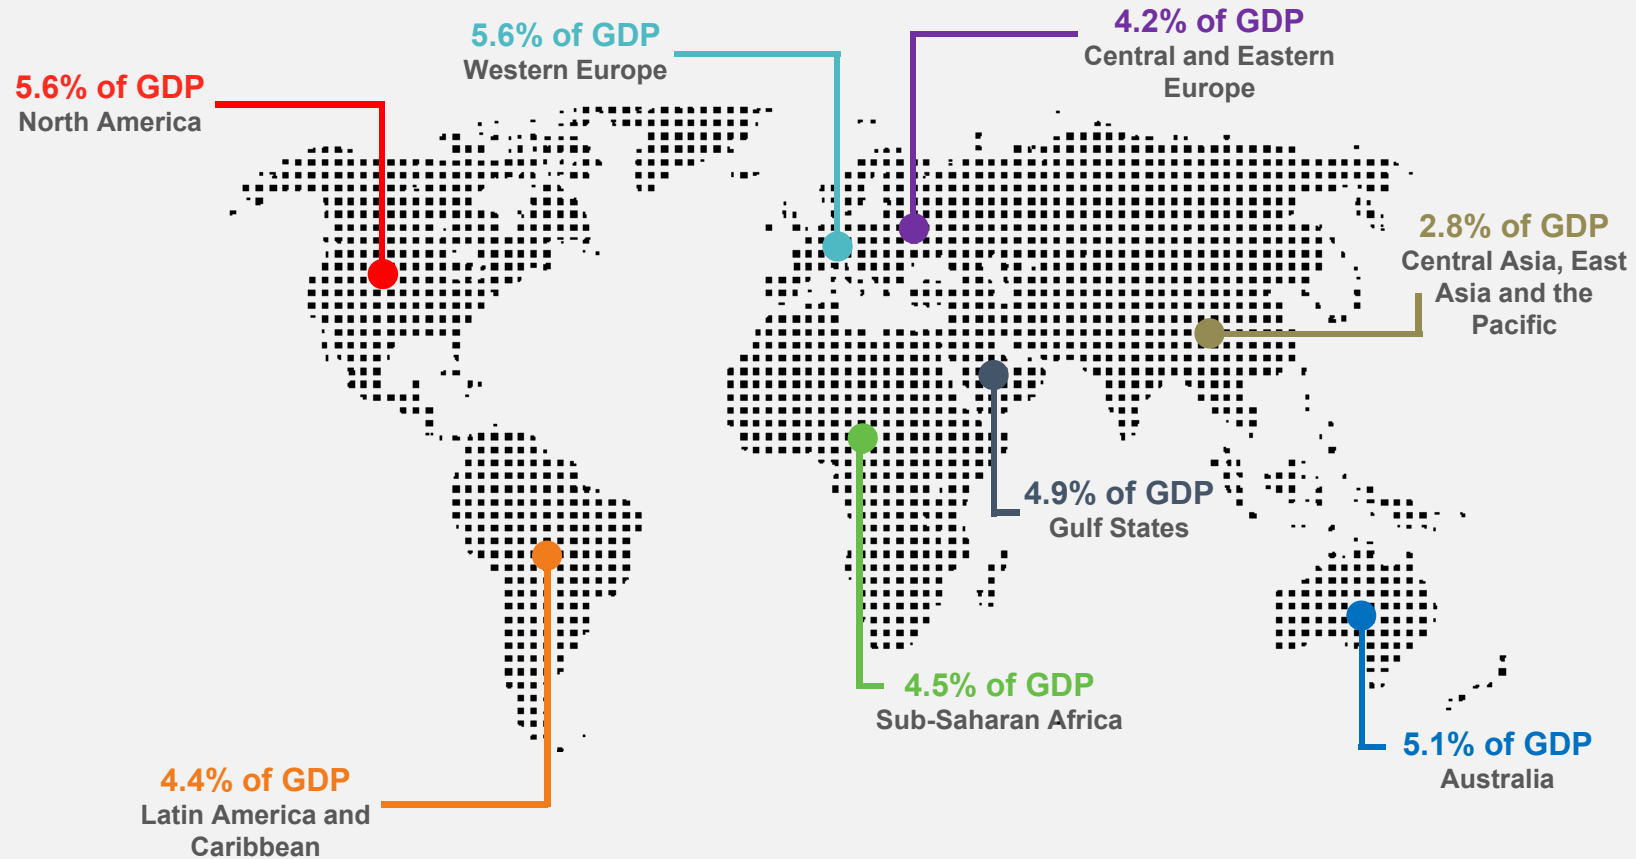 5.6% of GDP
North America
5.6% of GDP
Western Europe
4.2% of GDP
Central and Eastern
Europe
2.8% of GDP
Central Asia, East
Asia and the
Pacific
4.9% of GDP
Gulf States
4.5% of GDP
Sub-Saharan Africa
5.1% of GDP
Australia
4.4% of GDP
Latin America and
Caribbean